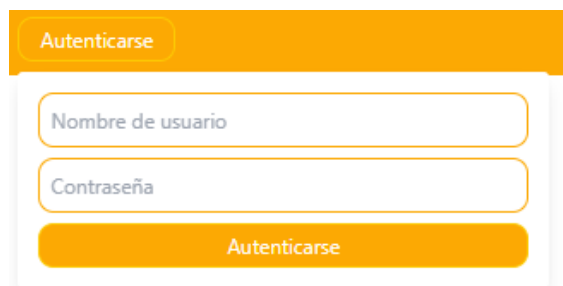 Autenticarse
Nombre de usuario
Contraseña
Autenticarse